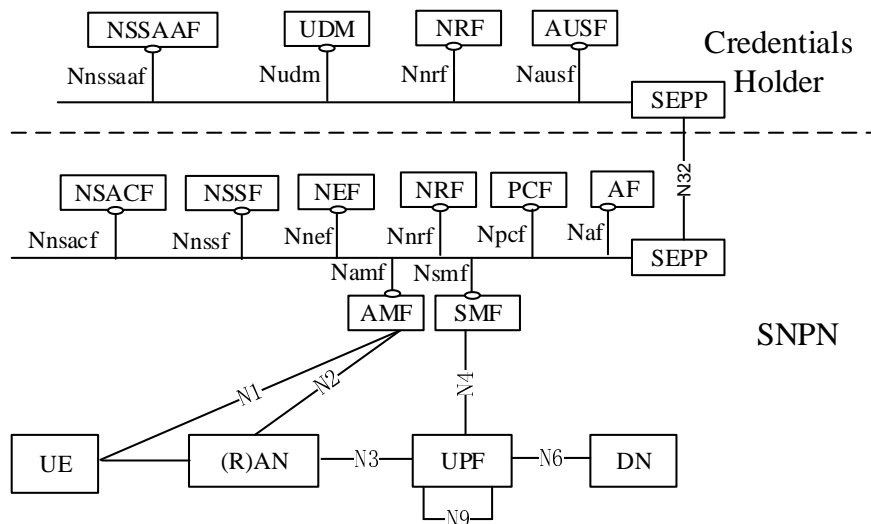 NSSAAF UDM NRF AUSF
Credentials
Holder
Nnssaaf Nudm Nnrf Nausf
SEPP
N32
NSACF NSSF NEF NRF PCF AF
Nnsacf Nnssf Nnef Nnrf Npcf Naf
SEPP
Namf Nsmf
AMF SMF
SNPN
N1 N2 N4
UE (R)AN N3 UPF N6 DN
N9